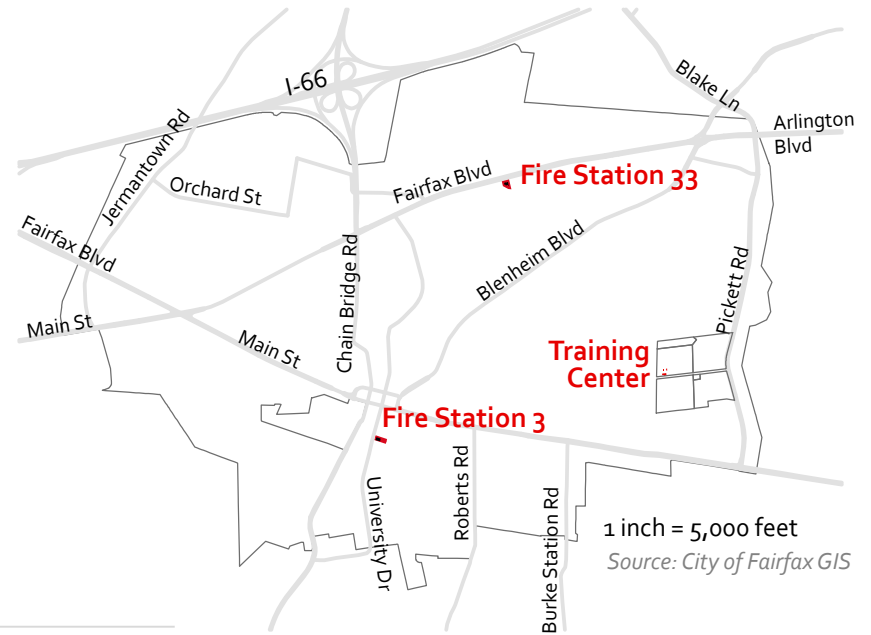 I-66
Blake Ln
Arlington
Blvd
Jermantown Rd
Orchard St
Fairfax Blvd
Fire Station 33
Fairfax Blvd
Blenheim Blvd
Pickett Rd
Chain Bridge Rd
Main St
Main St
Training
Center
Fire Station 3
University Dr
Roberts Rd
Burke Station Rd
1 inch = 5,000 feet
Source: City of Fairfax GIS